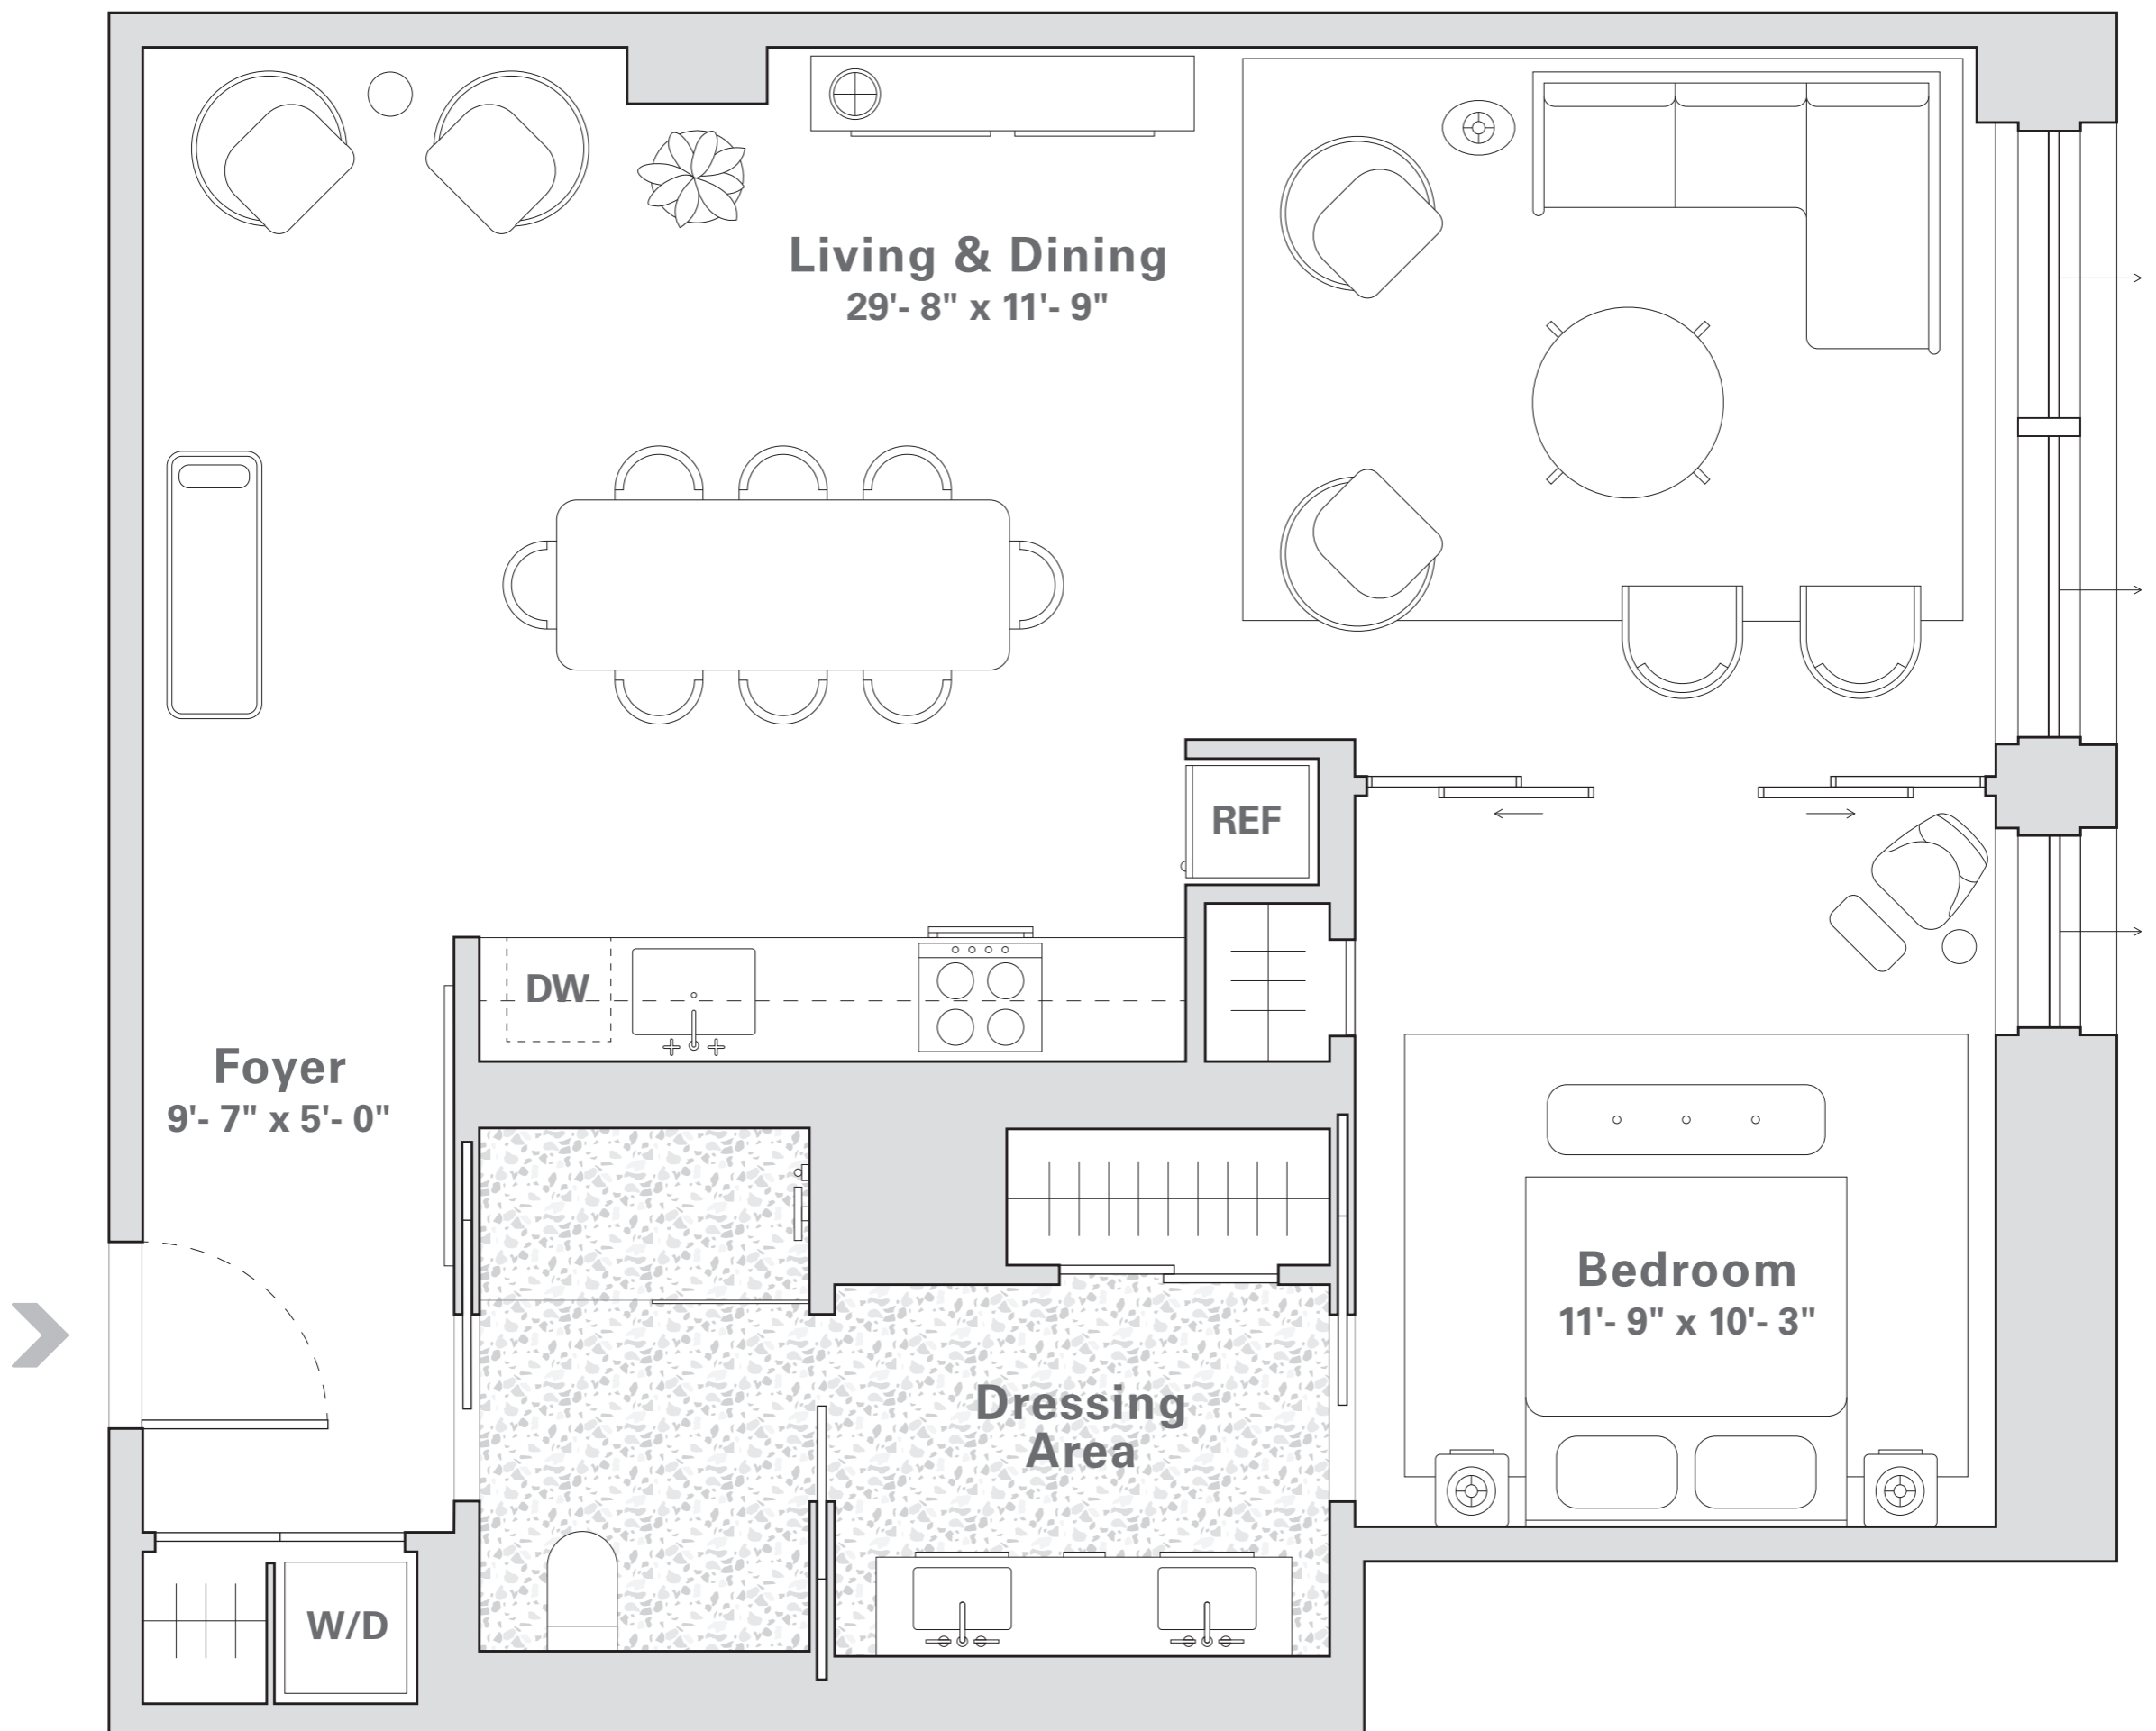 Living & Dining
29'- 8" x 11'- 9"
REF
DW
Foyer
9'- 7" x 5'- 0"
Bedroom
11'- 9" x 10'- 3"
Dressing
Area
W/D